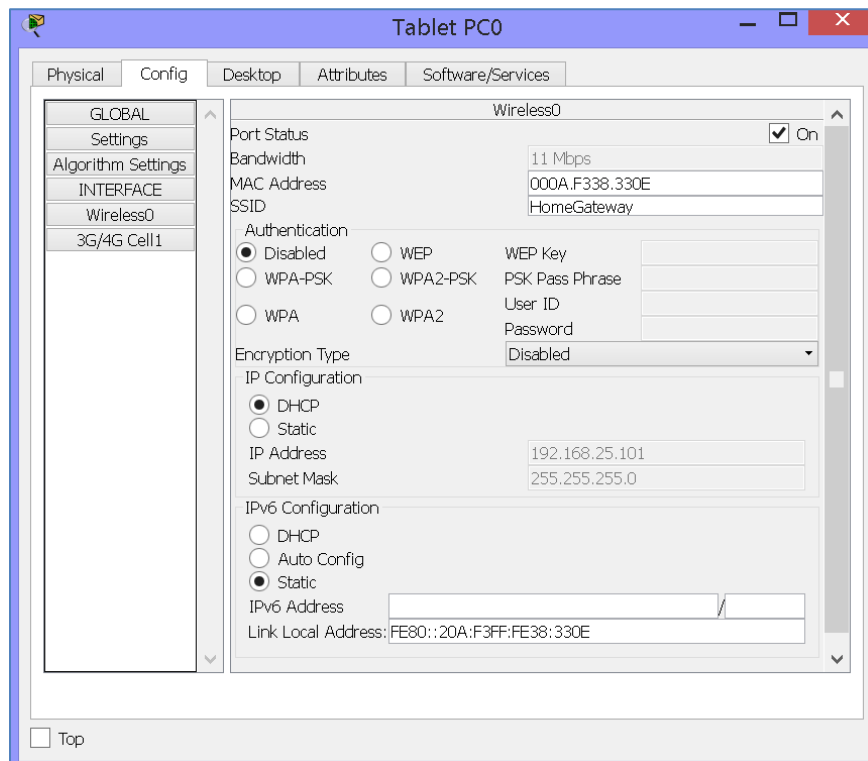 Tablet PC0
Physical Config Desktop Attributes Software/Services
GLOBAL
Settings
Algorithm Settings
INTERFACE
Wireless0
3G/4G Cell1
Wireless0
Port Status On
Bandwidth 11 Mbps
MAC Address 000A.F338.330E
SSID HomeGateway
Authentication
Disabled WEP WEP Key
WPA-PSK WPA2-PSK PSK Pass Phrase
User ID
WPA WPA2
Password
Encryption Type Disabled
IP Configuration
DHCP
Static
IP Address 192.168.25.101
Subnet Mask 255.255.255.0
IPv6 Configuration
DHCP
Auto Config
Static
IPv6 Address /
Link Local Address: FE80::20A:F3FF:FE38:330E
Top